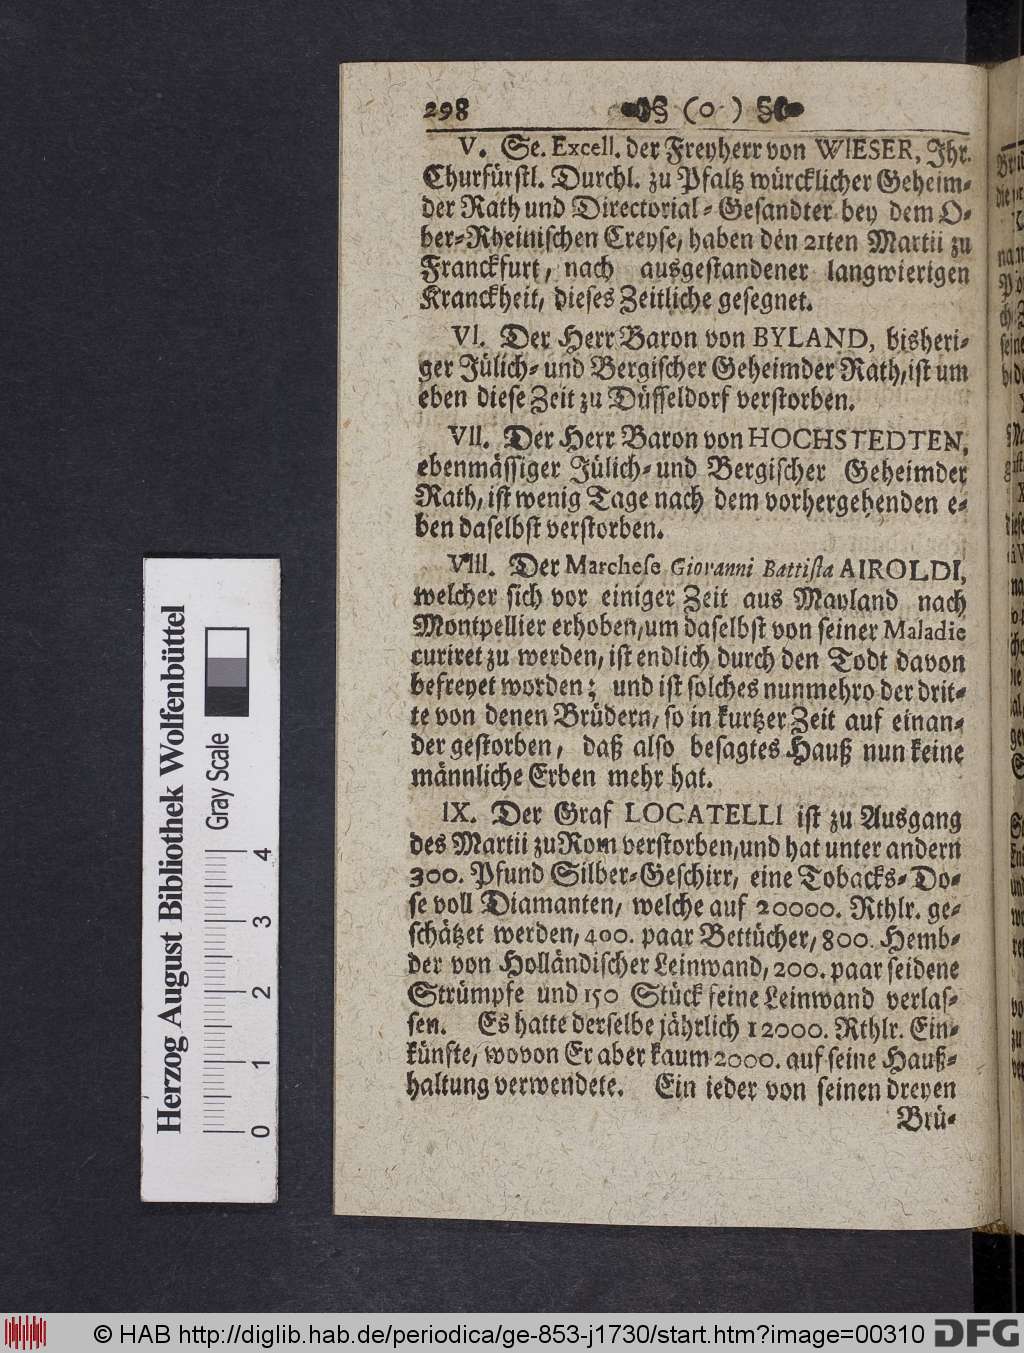 298 §(o)§
V. Se. Excell. der Freyherr von WIESER, Ihr.
Churfürstl. Durchl. zu Pfaltz würcklicher Geheim-
der Rath und Directorial-Gesandter bey dem O-
ber-Rheinischen Creyse, haben den 21ten Martii zu
Franckfurt, nach ausgestandener langwierigen
Kranckheit, dieses Zeitliche gesegnet.
VI. Der Herr Baron von BYLAND, bisheri-
ger Jülich- und Bergischer Geheimder Rath, ist um
eben diese Zeit zu Düsseldorf verstorben.
VII. Der Herr Baron von HOCHSTEDTEN,
ebenmässiger Jülich- und Bergischer Geheimder
Rath, ist wenig Tage nach dem vorhergehenden e-
ben daselbst verstorben.
VIII. Der Marchese Giovanni Battista AIROLDI,
welcher sich vor einiger Zeit aus Mayland nach
Montpellier erhoben, um daselbst von seiner Maladie
curiret zu werden, ist endlich durch den Todt davon
befreyet worden; und ist solches nunmehro der drit-
te von denen Brüdern, so in kurtzer Zeit auf einan-
der gestorben, daß also besagtes Hauß nun keine
männliche Erben mehr hat.
IX. Der Graf LOCATELLI ist zu Ausgang
des Martii zu Rom verstorben, und hat unter andern
300. Pfund Silber-Geschirr, eine Tobacks-Do-
se voll Diamanten, welche auf 20000. Rthlr. ge-
schätzet werden, 400. paar Bettücher, 800. Hemb-
der von Holländischer Leinwand, 200. paar seidene
Strümpfe und 150 Stück feine Leinwand verlas-
sen. Es hatte derselbe jährlich 12000. Rthlr. Ein-
künfte, wovon Er aber kaum 2000. auf seine Hauß-
haltung verwendete. Ein ieder von seinen dreyen
Brü-
Herzog August Bibliothek Wolfenbüttel
Gray Scale
0 1 2 3 4
© HAB http://diglib.hab.de/periodica/ge-853-j1730/start.htm?image=00310 DFG